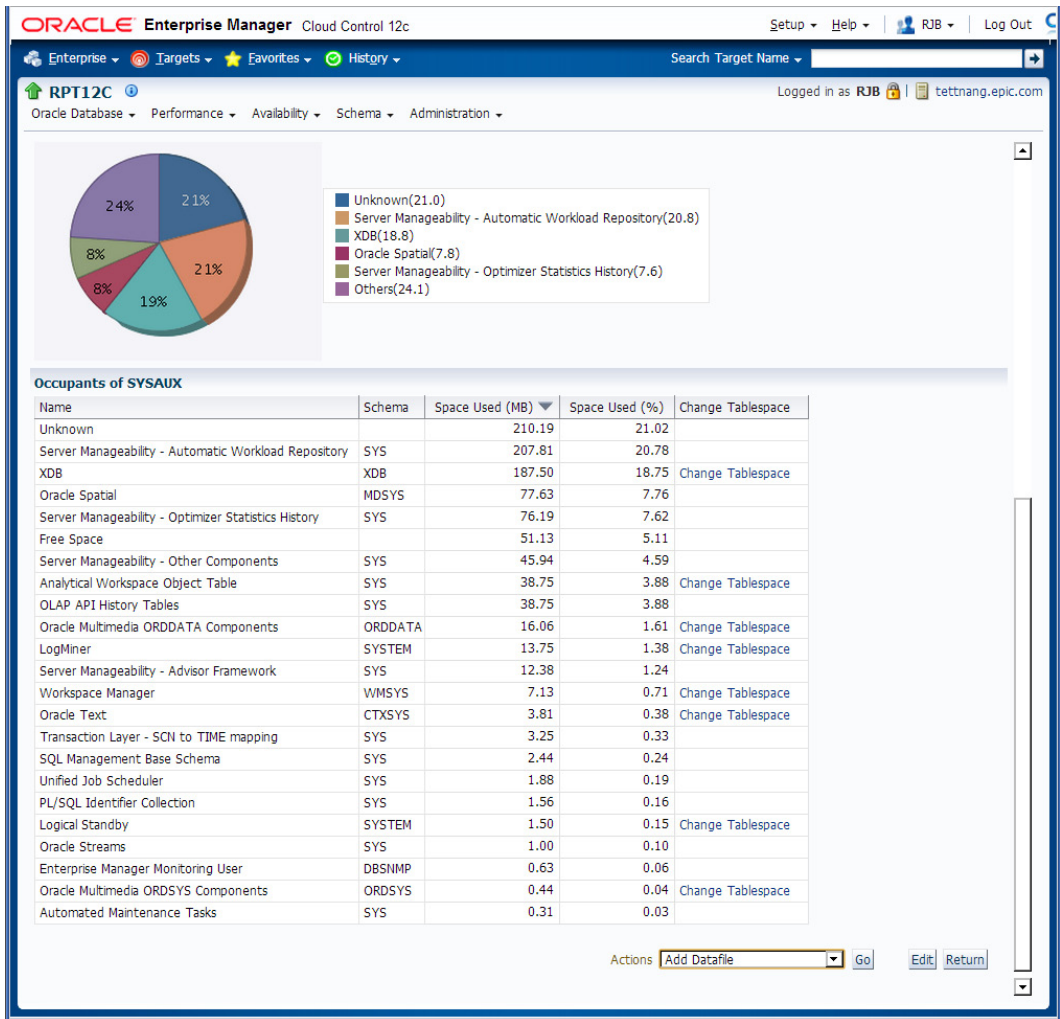 ORACLE Enterprise Manager Cloud Control 12c
Setup Help RJB Log Out
Enterprise Targets Favorites History Search Target Name
RPT12C Logged in as RJB tettnang.epic.com
Oracle Database Performance Availability Schema Administration
24% 21%
8%
21%
8%
19%
Unknown(21.0)
Server Manageability - Automatic Workload Repository(20.8)
XDB(18.8)
Oracle Spatial(7.8)
Server Manageability - Optimizer Statistics History(7.6)
Others(24.1)
Occupants of SYSAUX
Name Schema Space Used (MB) Space Used (%) Change Tablespace
Unknown 210.19 21.02
Server Manageability - Automatic Workload Repository SYS 207.81 20.78
XDB XDB 187.50 18.75 Change Tablespace
Oracle Spatial MDSYS 77.63 7.76
Server Manageability - Optimizer Statistics History SYS 76.19 7.62
Free Space 51.13 5.11
Server Manageability - Other Components SYS 45.94 4.59
Analytical Workspace Object Table SYS 38.75 3.88 Change Tablespace
OLAP API History Tables SYS 38.75 3.88
Oracle Multimedia ORDDATA Components ORDDATA 16.06 1.61 Change Tablespace
LogMiner SYSTEM 13.75 1.38 Change Tablespace
Server Manageability - Advisor Framework SYS 12.38 1.24
Workspace Manager WMSYS 7.13 0.71 Change Tablespace
Oracle Text CTXSYS 3.81 0.38 Change Tablespace
Transaction Layer - SCN to TIME mapping SYS 3.25 0.33
SQL Management Base Schema SYS 2.44 0.24
Unified Job Scheduler SYS 1.88 0.19
PL/SQL Identifier Collection SYS 1.56 0.16
Logical Standby SYSTEM 1.50 0.15 Change Tablespace
Oracle Streams SYS 1.00 0.10
Enterprise Manager Monitoring User DBSNMP 0.63 0.06
Oracle Multimedia ORDSYS Components ORDSYS 0.44 0.04 Change Tablespace
Automated Maintenance Tasks SYS 0.31 0.03
Actions Add Datafile Go Edit Return